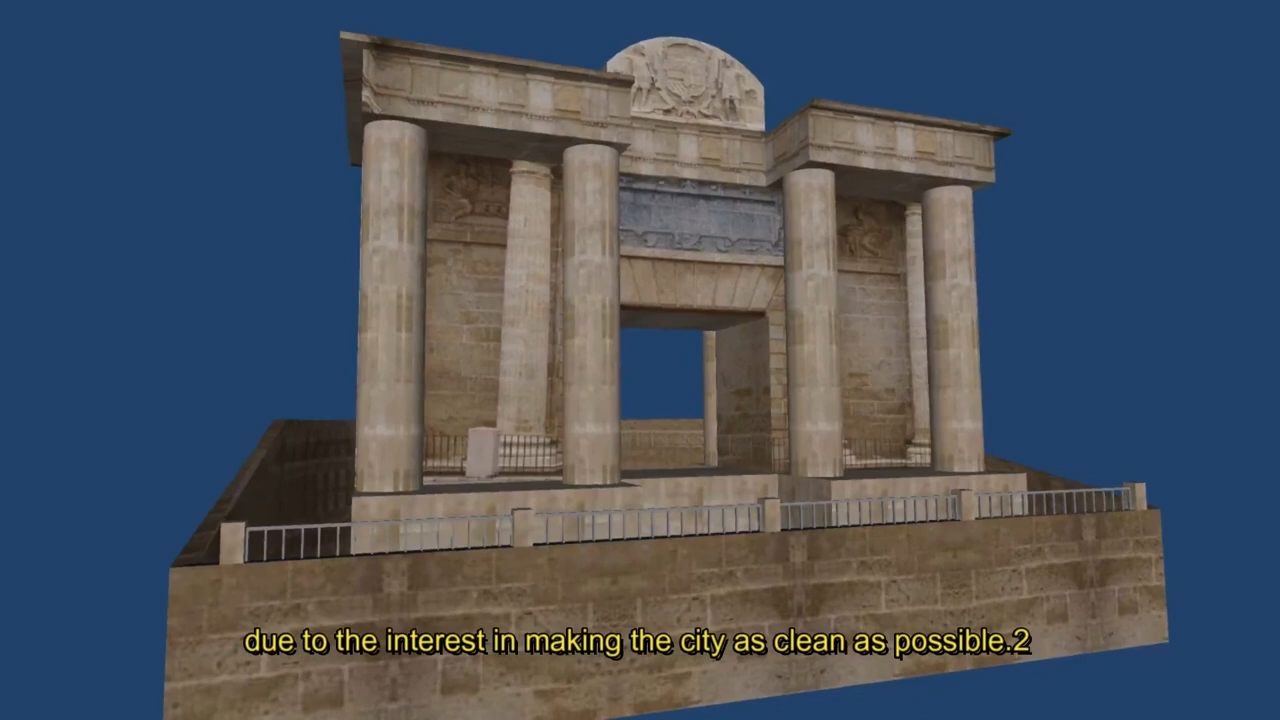 due to the interest in making the city as clean as possible.2